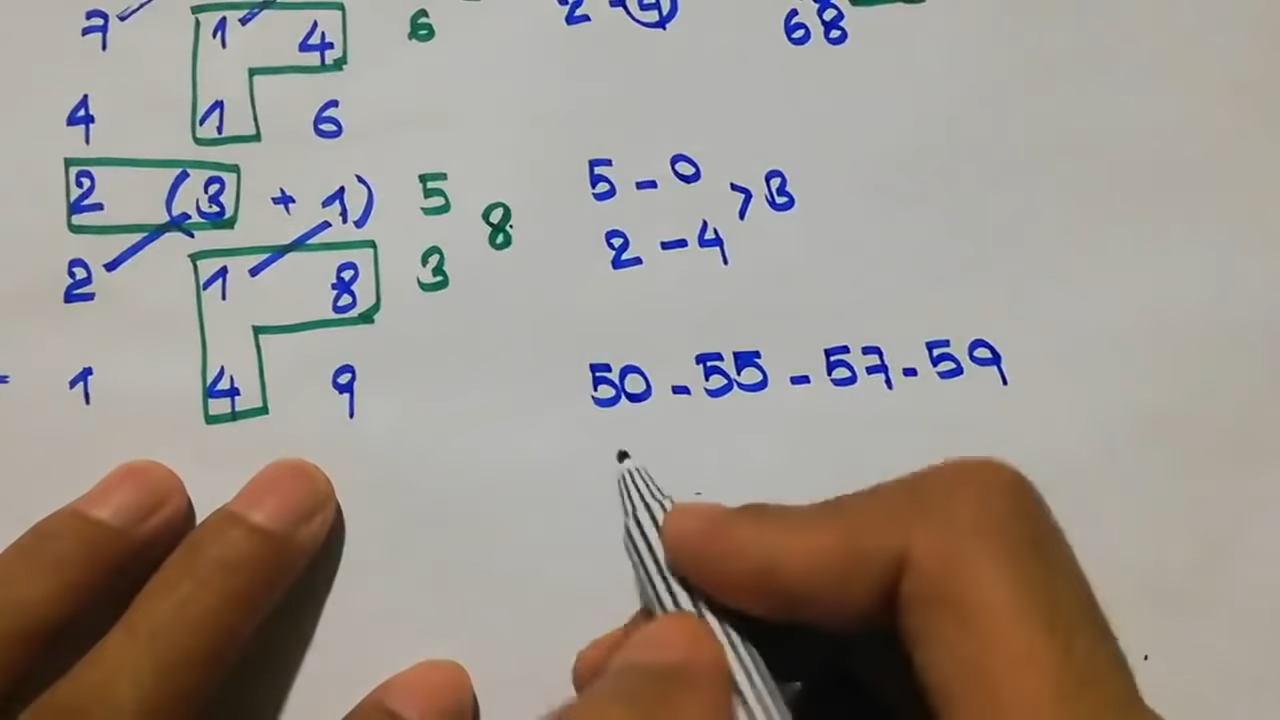 7 1 4 6 2 - 4 68
4 1 6
2 (3 + 1) 5 5 - 0
8 > B
2 1 8 3 2 - 4
= 1 4 9 50 - 55 - 57 - 59